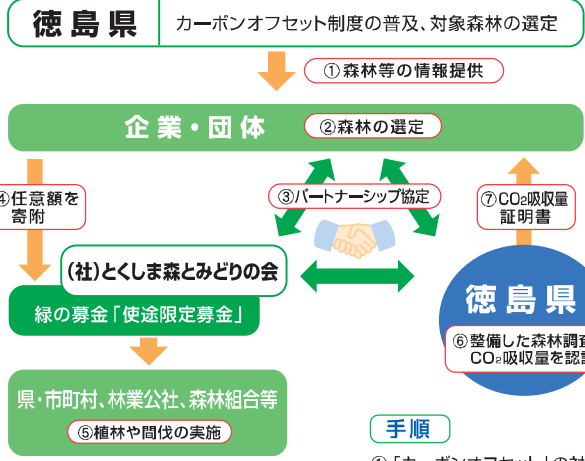 徳島県
カーボンオフセット制度の普及、対象森林の選定
①森林等の情報提供
企業・団体
②森林の選定
④任意額を
寄附
③パートナーシップ協定
⑦CO₂吸収量
証明書
(社)とくしま森とみどりの会
緑の募金「使途限定募金」
徳島県
⑥整備した森林調査
CO₂吸収量を認
県・市町村、林業公社、森林組合等
⑤植林や間伐の実施
手順